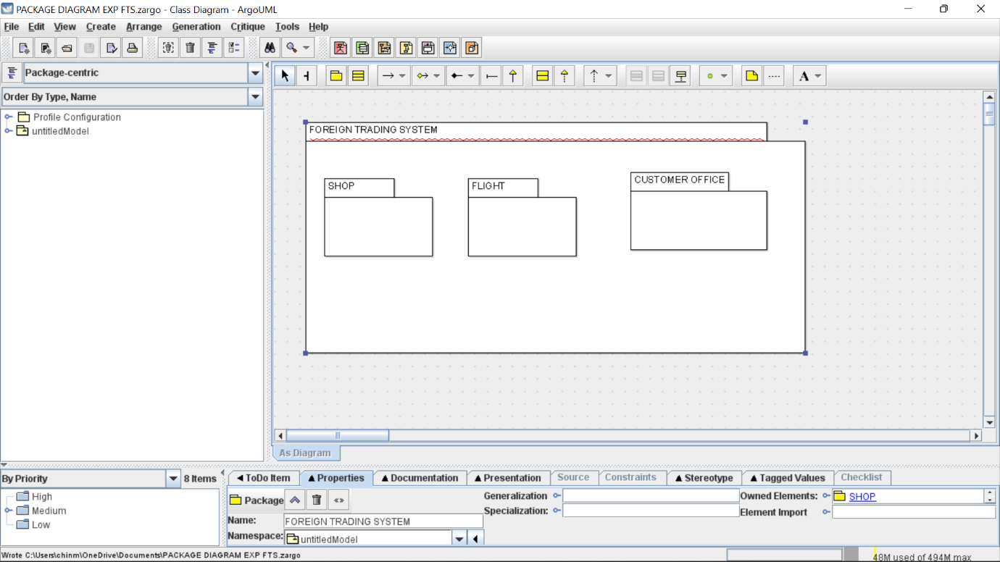 PACKAGE DIAGRAM EXP FTS.zargo - Class Diagram - ArgoUML
File Edit View Create Arrange Generation Critique Tools Help
Package-centric
Order By Type, Name
Profile Configuration
untitledModel
A
FOREIGN TRADING SYSTEM
SHOP
FLIGHT
CUSTOMER OFFICE
As Diagram
By Priority 8 Items
High
Medium
Low
ToDo Item Properties Documentation Presentation Source Constraints Stereotype Tagged Values Checklist
Package
Name: FOREIGN TRADING SYSTEM
Namespace: untitledModel
Generalization
Specialization:
Owned Elements: SHOP
Element Import
Wrote C:\Users\chinm\OneDrive\Documents\PACKAGE DIAGRAM EXP FTS.zargo
48M used of 494M max